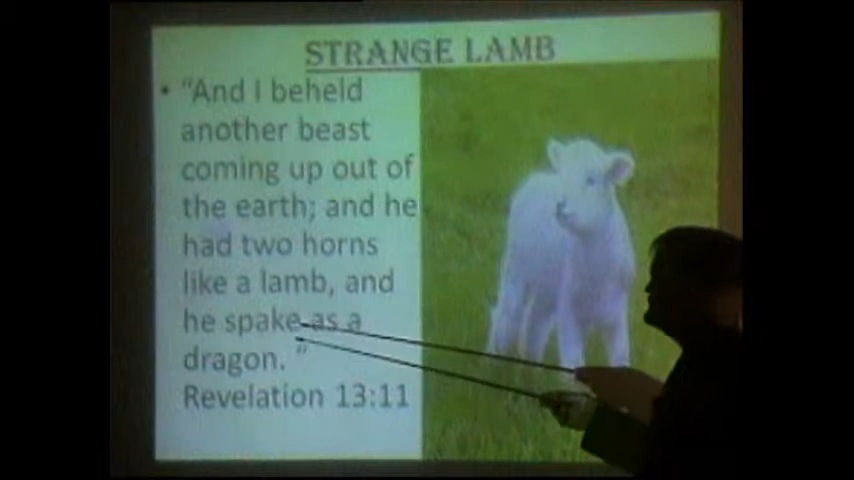 STRANGE LAMB
• “And I beheld
another beast
coming up out of
the earth; and he
had two horns
like a lamb, and
he spake as a
dragon. ”
Revelation 13:11